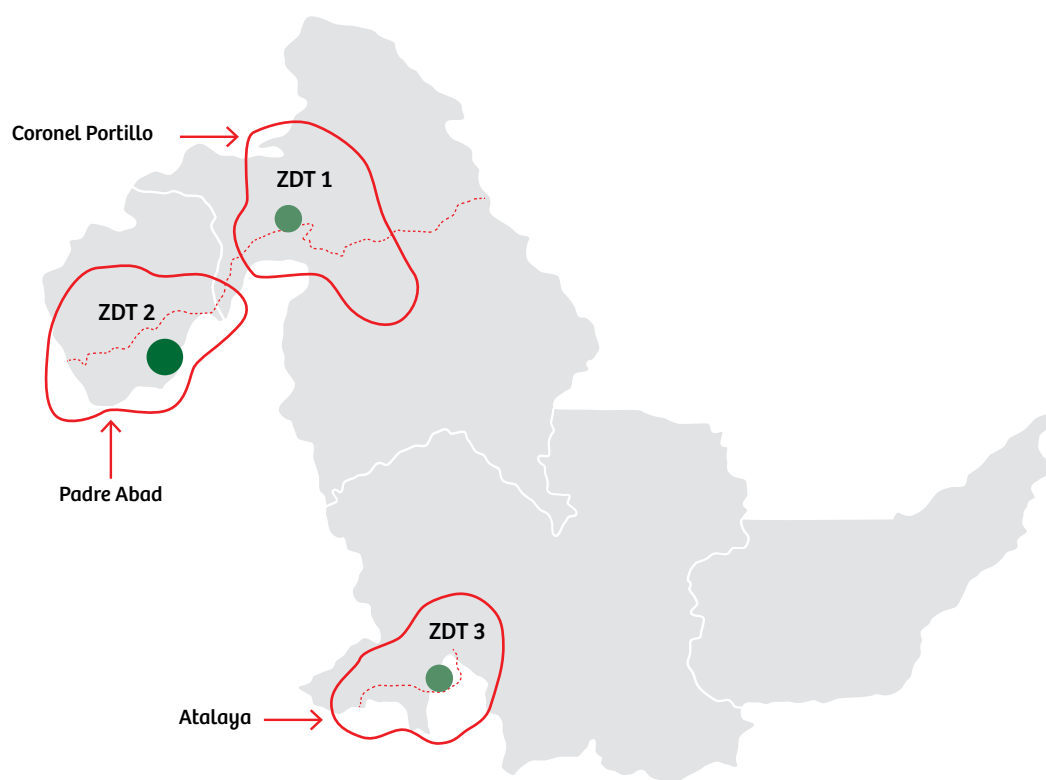 Coronel Portillo
ZDT 1
ZDT 2
Padre Abad
ZDT 3
Atalaya